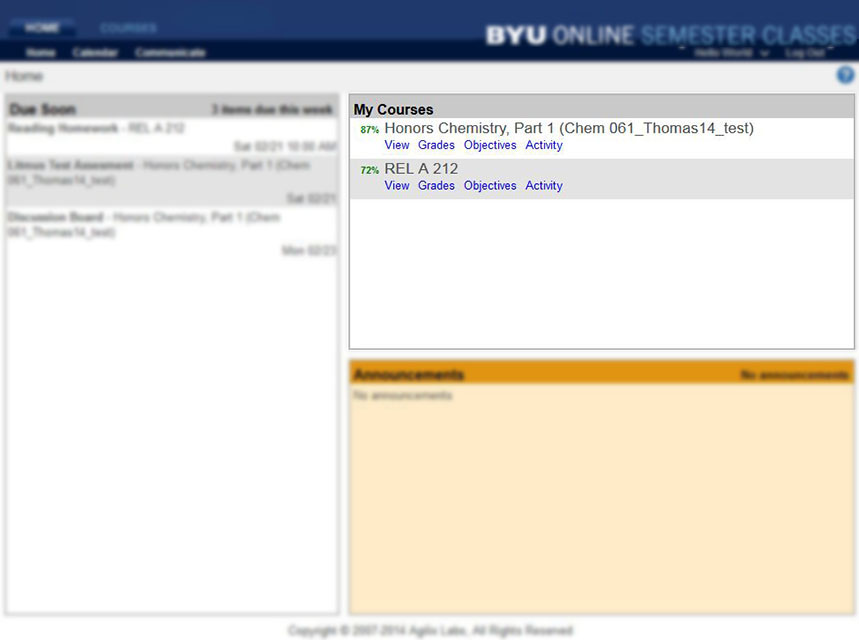 HOME COURSES
BYU ONLINE SEMESTER CLASSES
Home Calendar Communicate
Hello World Log Out
Home
?
Due Soon 3 items due this week
Reading Homework - REL A 212
Sat 02/21 10:00 AM
Litmus Test Assesment - Honors Chemistry, Part 1 (Chem
061_Thomas14_test)
Sat 02/21
Discussion Board - Honors Chemistry, Part 1 (Chem
061_Thomas14_test)
Mon 02/23
My Courses
87% Honors Chemistry, Part 1 (Chem 061_Thomas14_test)
View Grades Objectives Activity
72% REL A 212
View Grades Objectives Activity
Announcements No announcements
No announcements
Copyright © 2007-2014 Agilix Labs, All Rights Reserved